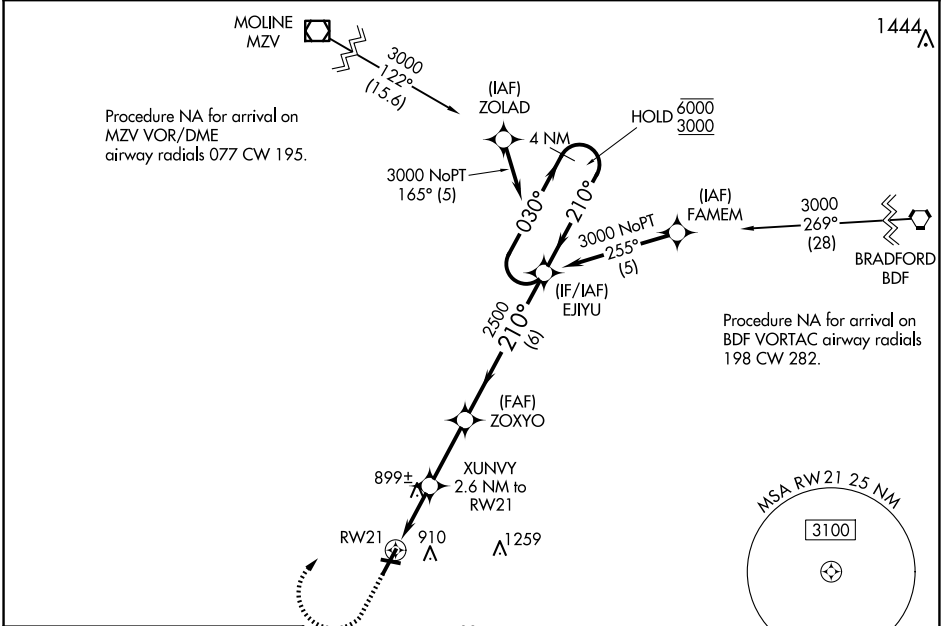 MOLINE
MZV
3000
122°
(15.6)
1444
Procedure NA for arrival on
MZV VOR/DME
airway radials 077 CW 195.
(IAF)
ZOLAD
4 NM
HOLD 6000
3000
3000 NoPT
165° (5)
030°
210°
(IAF)
FAMEM
3000 NoPT
255°
(5)
3000
269°
(28)
BRADFORD
BDF
(IF/IAF)
EJIYU
Procedure NA for arrival on
BDF VORTAC airway radials
198 CW 282.
2500
210°
(6)
(FAF)
ZOXYO
899±
XUNVY
2.6 NM to
RW21
RW21
910
1259
MSA RW21 25 NM
3100